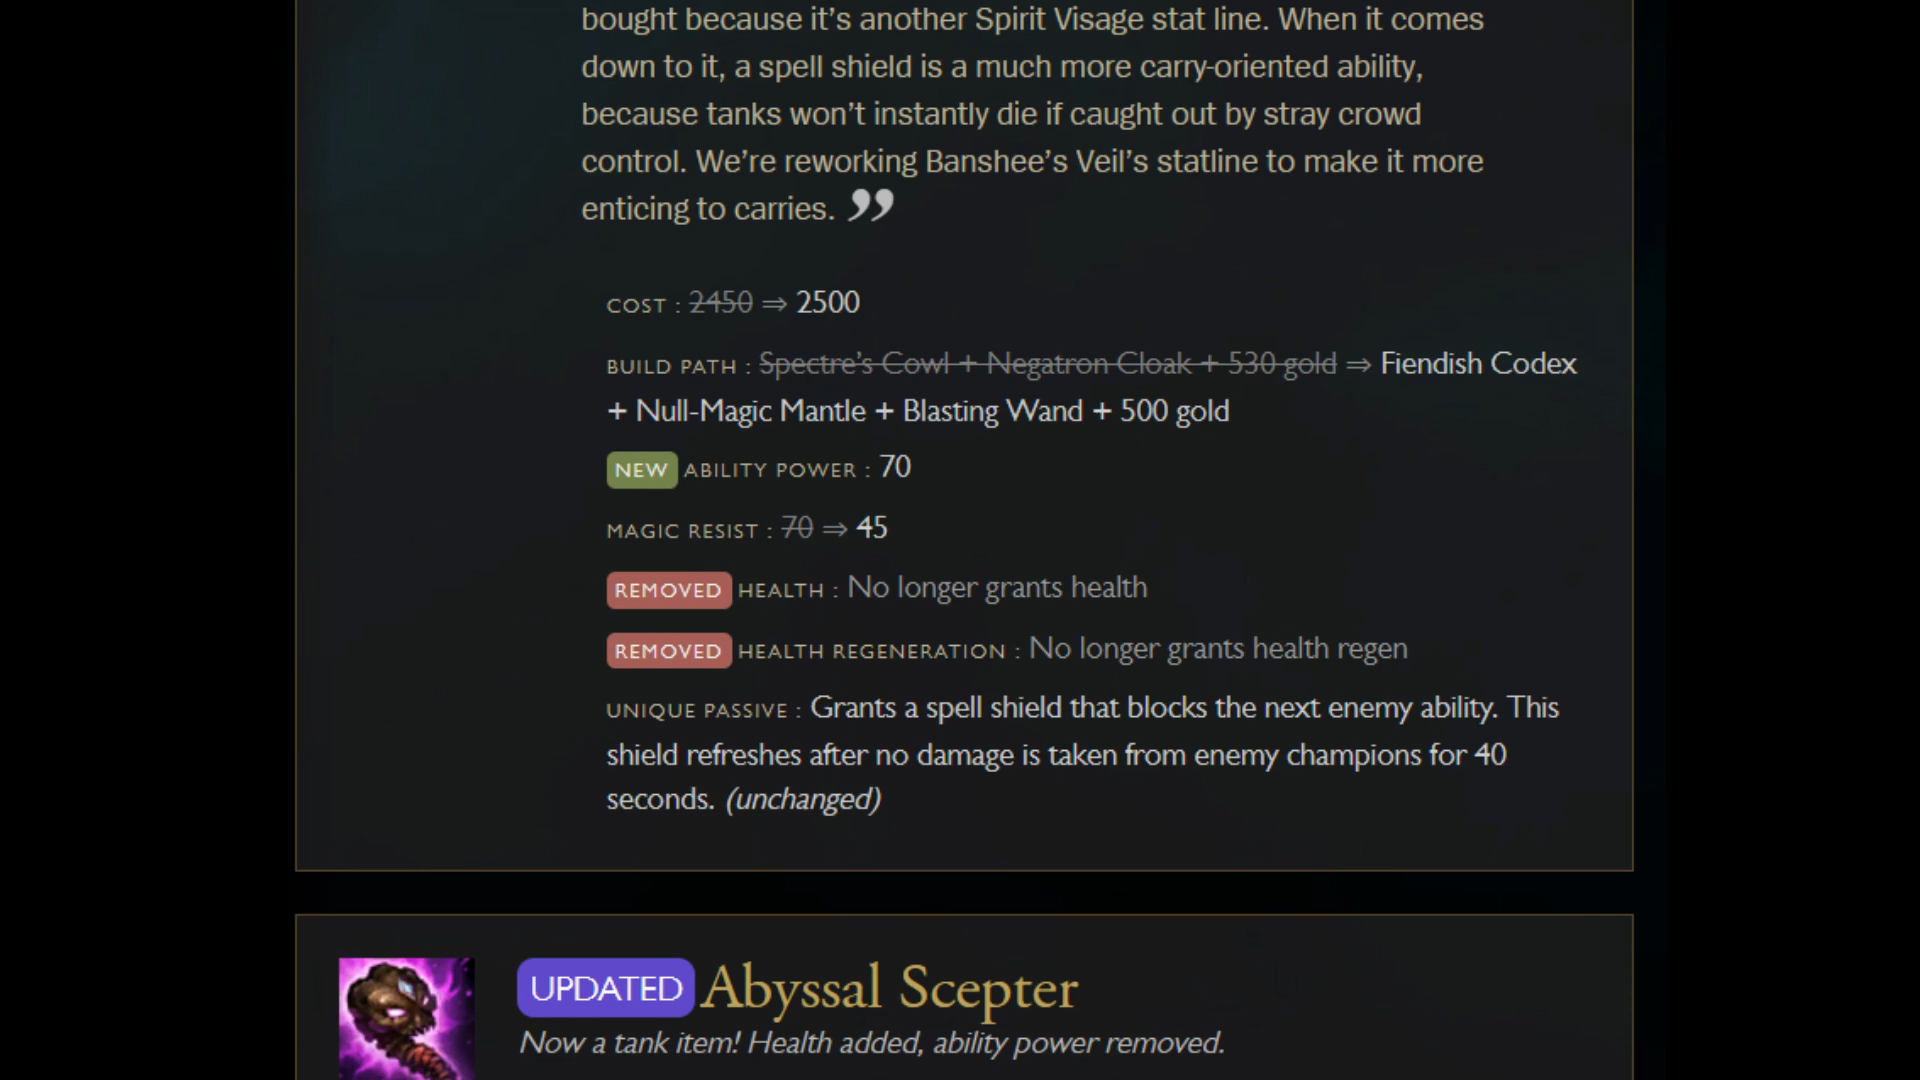 bought because it’s another Spirit Visage stat line. When it comes
down to it, a spell shield is a much more carry-oriented ability,
because tanks won’t instantly die if caught out by stray crowd
control. We’re reworking Banshee’s Veil’s statline to make it more
enticing to carries. ”
COST : 2450 ⇒ 2500
BUILD PATH : Spectre’s Cowl + Negatron Cloak + 530 gold ⇒ Fiendish Codex
+ Null-Magic Mantle + Blasting Wand + 500 gold
NEW ABILITY POWER : 70
MAGIC RESIST : 70 ⇒ 45
REMOVED HEALTH : No longer grants health
REMOVED HEALTH REGENERATION : No longer grants health regen
UNIQUE PASSIVE : Grants a spell shield that blocks the next enemy ability. This
shield refreshes after no damage is taken from enemy champions for 40
seconds. (unchanged)
UPDATED Abyssal Scepter
Now a tank item! Health added, ability power removed.